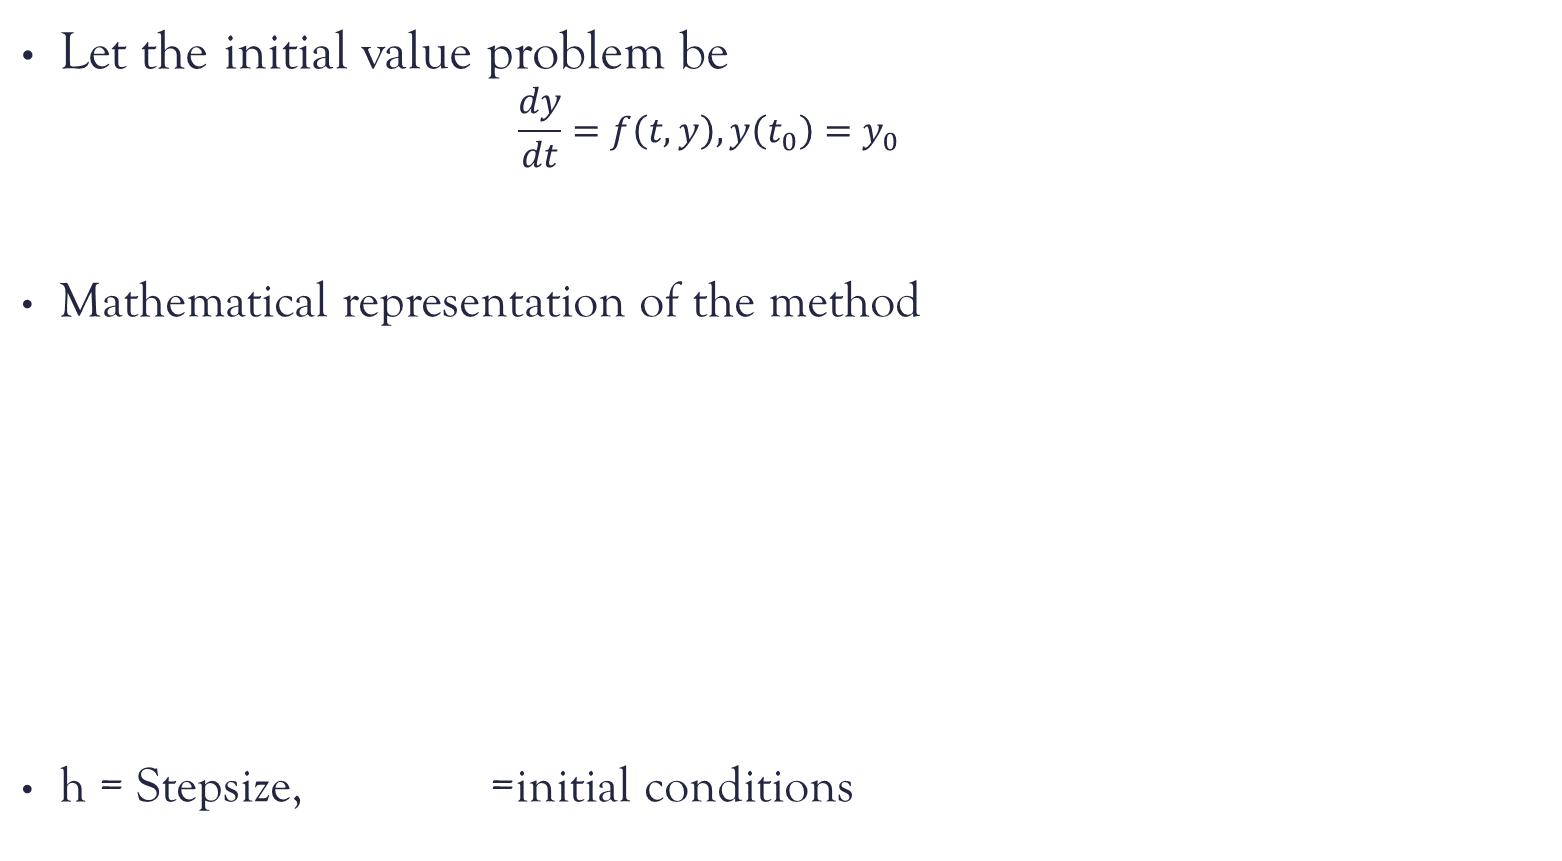 • Let the initial value problem be
dy/dt = f(t, y), y(t₀) = y₀
• Mathematical representation of the method
• h = Stepsize, =initial conditions